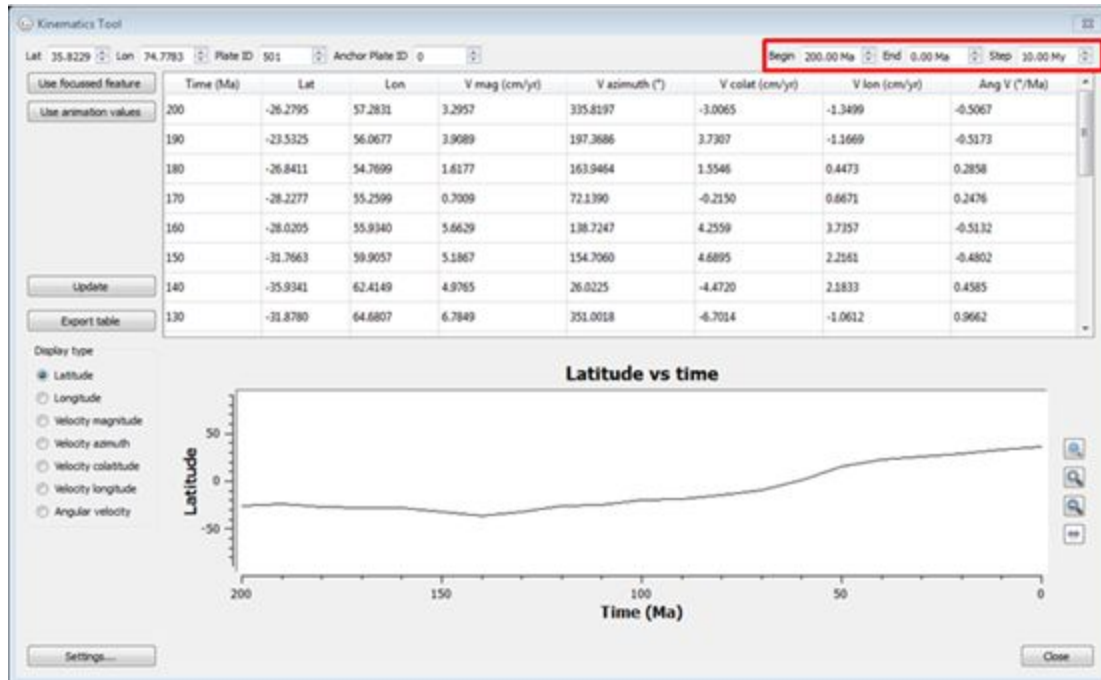 Kinematics Tool
Lat 35.8229 Lon 74.7783 Plate ID 501 Anchor Plate ID 0 Begin 200.00 Ma End 0.00 Ma Step 10.00 My
Use focussed feature
Use animation values
Time (Ma) Lat Lon V mag (cm/yr) V azimuth (°) V colat (cm/yr) V lon (cm/yr) Ang V (°/Ma)
200 -26.2795 57.2831 3.2957 335.8197 -3.0065 -1.3499 -0.5067
190 -23.5325 56.0677 3.9089 197.3686 3.7307 -1.1669 -0.5173
180 -26.8411 54.7699 1.6177 163.9464 1.5546 0.4473 0.2858
170 -28.2277 55.2599 0.7009 72.1390 -0.2150 0.6671 0.2476
160 -28.0205 55.9340 5.6629 138.7247 4.2559 3.7357 -0.5132
150 -31.7663 59.9057 5.1867 154.7060 4.6895 2.2161 -0.4802
140 -35.9341 62.4149 4.9765 26.0225 -4.4720 2.1833 0.4585
130 -31.8780 64.6807 6.7849 351.0018 -6.7014 -1.0612 0.9662
Update
Export table
Display type
Latitude
Longitude
Velocity magnitude
Velocity azimuth
Velocity colatitude
Velocity longitude
Angular velocity
Latitude vs time
Latitude
50
0
-50
200 150 100 50 0
Time (Ma)
Settings...
Close